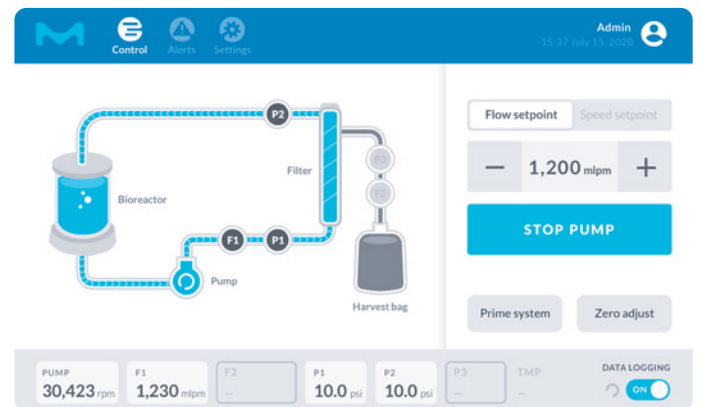 Control
Alerts
Settings
Admin
15:37 July 15, 2020
P2
Filter
P3
F2
Bioreactor
F1
P1
Pump
Harvest bag
Flow setpoint
Speed setpoint
− 1,200 mlpm +
STOP PUMP
Prime system
Zero adjust
PUMP
30,423 rpm
F1
1,230 mlpm
F2
–
P1
10.0 psi
P2
10.0 psi
P3
–
TMP
–
DATA LOGGING
ON